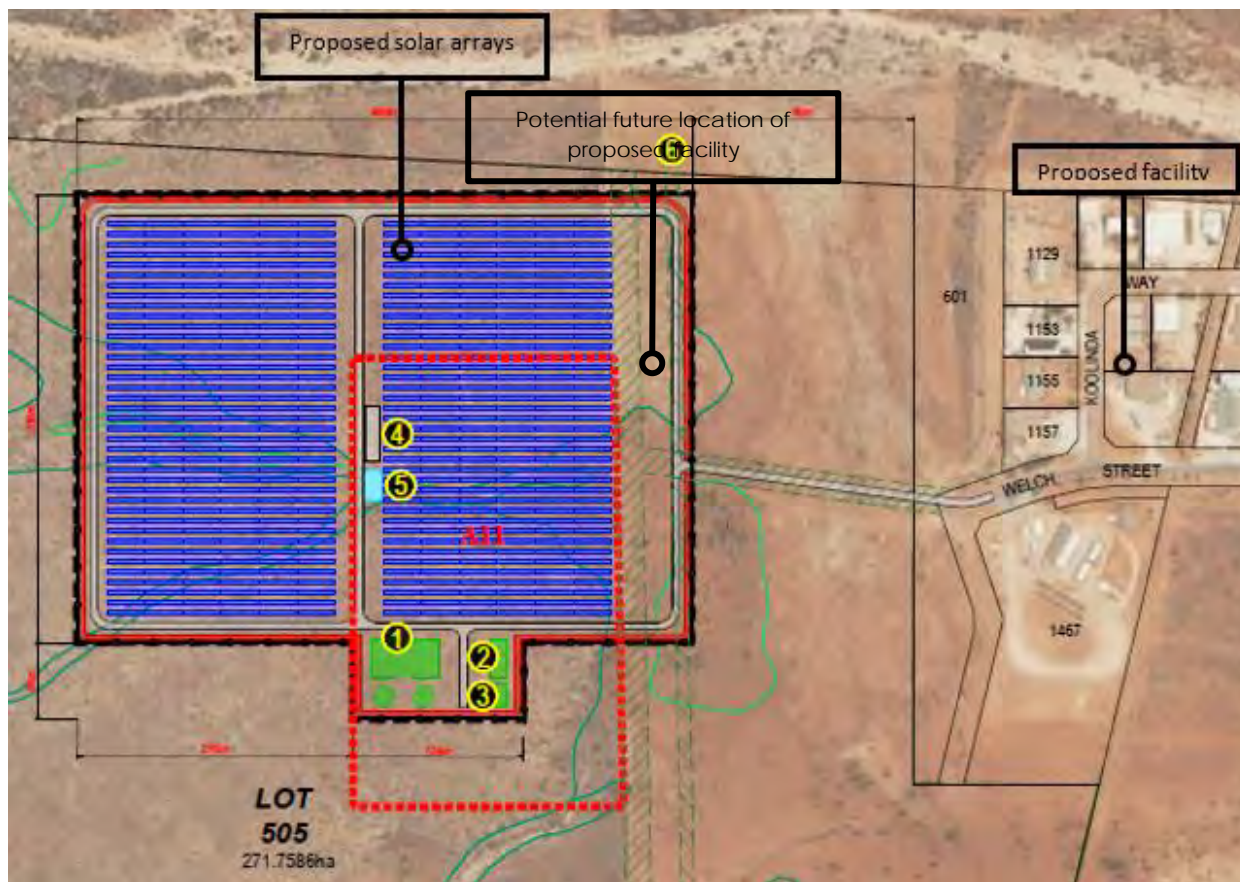 Proposed solar arrays
Potential future location of
proposed facility
6
Proposed facility
1129
WAY
601
1153
KOOLINDA
1155
4
1157
5
STREET
WELCH
A11
1
1467
2
3
LOT
505
271.7586ha